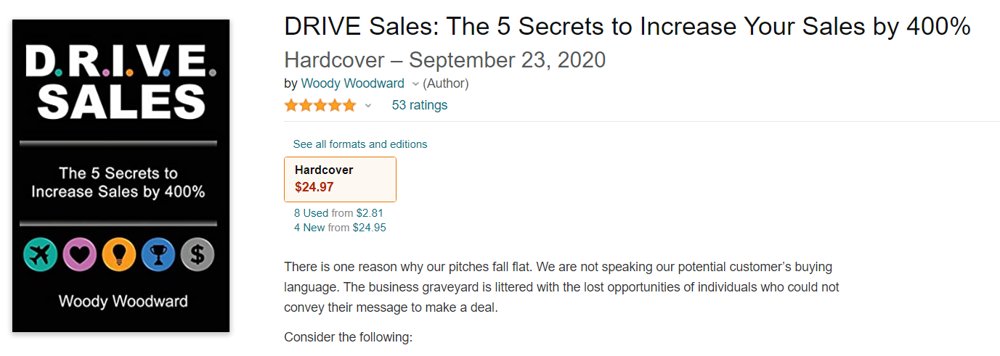 D.R.I.V.E.
SALES
The 5 Secrets to
Increase Sales by 400%
$
Woody Woodward
DRIVE Sales: The 5 Secrets to Increase Your Sales by 400%
Hardcover – September 23, 2020
by Woody Woodward (Author)
53 ratings
See all formats and editions
Hardcover
$24.97
8 Used from $2.81
4 New from $24.95
There is one reason why our pitches fall flat. We are not speaking our potential customer’s buying
language. The business graveyard is littered with the lost opportunities of individuals who could not
convey their message to make a deal.
Consider the following: